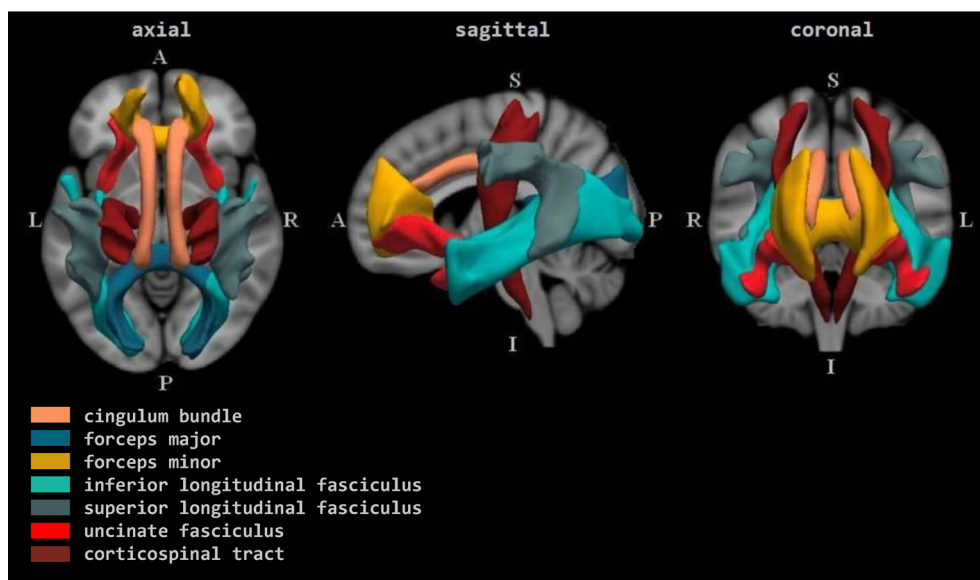 axial sagittal coronal
A S S
L R A P R L
P I I
cingulum bundle
forceps major
forceps minor
inferior longitudinal fasciculus
superior longitudinal fasciculus
uncinate fasciculus
corticospinal tract